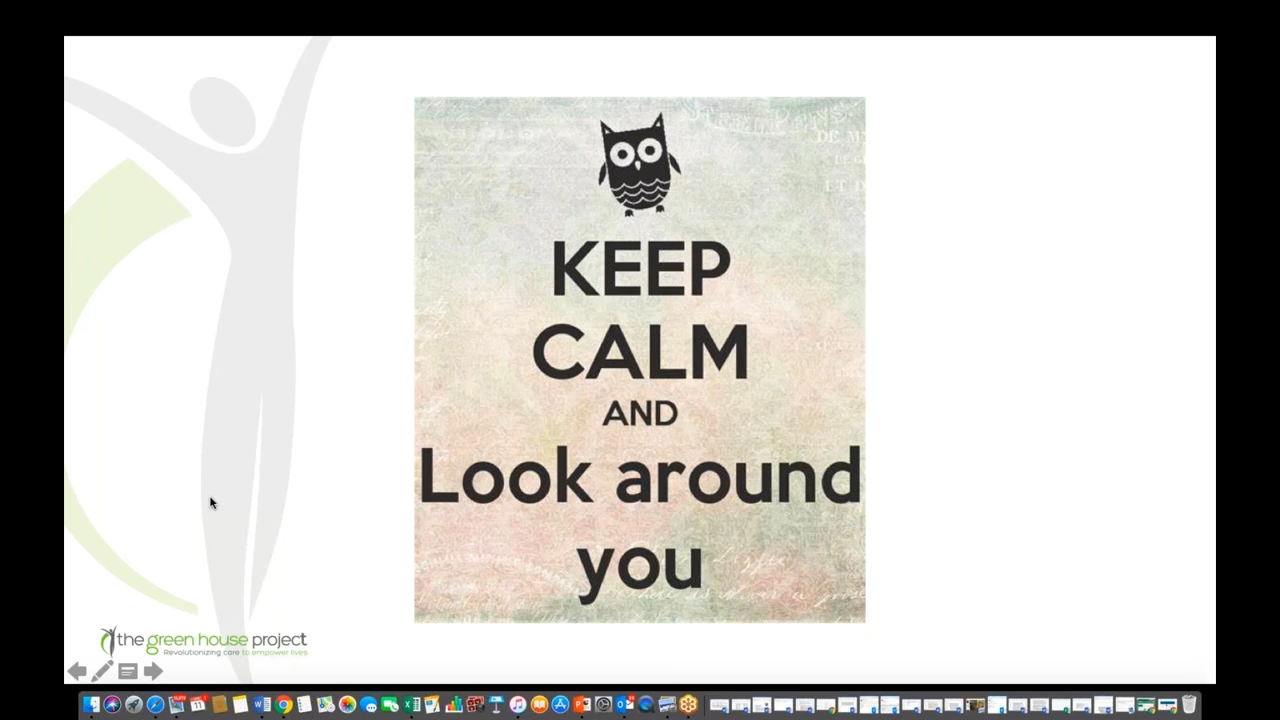 KEEP
CALM
AND
Look around
you
the green house project
Revolutionizing care to empower lives